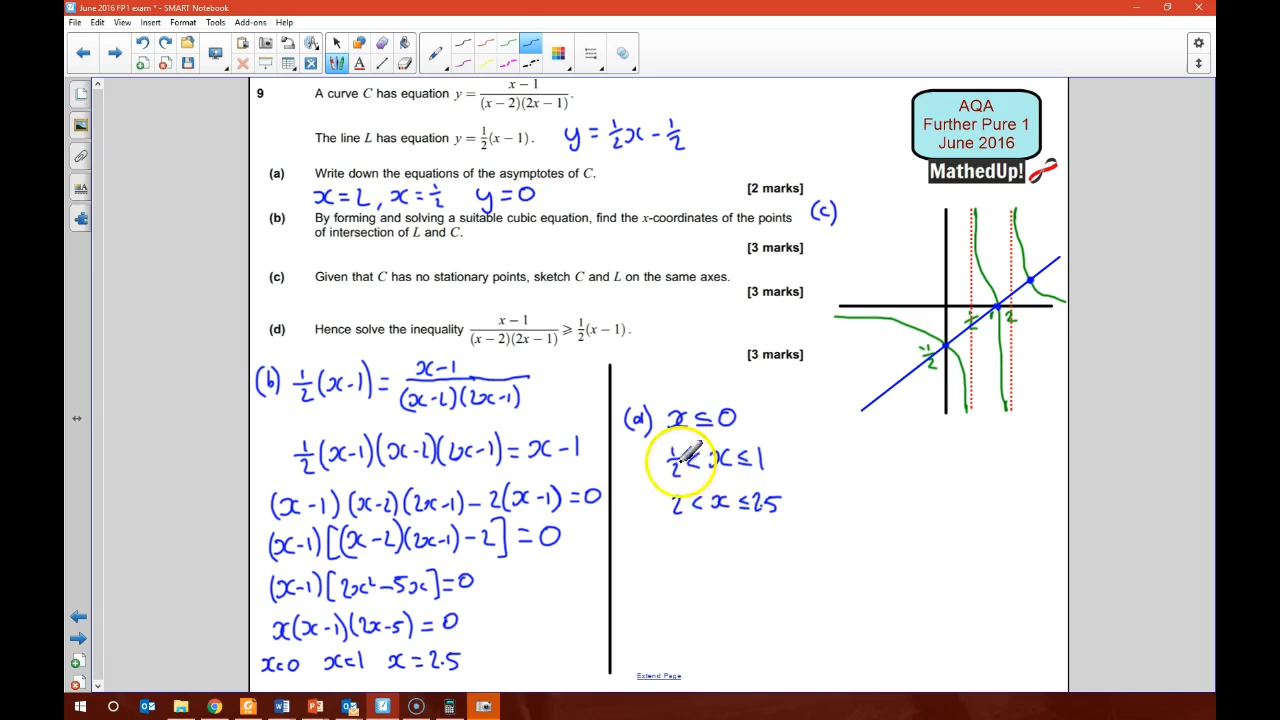 June 2016 FP1 exam * - SMART Notebook
File Edit View Insert Format Tools Add-ons Help
9 A curve C has equation y = (x − 1)/((x − 2)(2x − 1)).
The line L has equation y = ½(x − 1). y = ½x − ½
(a) Write down the equations of the asymptotes of C.
x = 2, x = ½ y = 0
[2 marks]
(b) By forming and solving a suitable cubic equation, find the x-coordinates of the points
of intersection of L and C.
[3 marks]
(c) Given that C has no stationary points, sketch C and L on the same axes.
[3 marks]
(d) Hence solve the inequality (x − 1)/((x − 2)(2x − 1)) ⩾ ½(x − 1).
[3 marks]
AQA
Further Pure 1
June 2016
MathedUp!
(c)
½ 1 2
-½
(b) ½(x-1) = (x-1)/((x-2)(2x-1))
½(x-1)(x-2)(2x-1) = x-1
(x-1)(x-2)(2x-1) - 2(x-1) = 0
(x-1)[(x-2)(2x-1) - 2] = 0
(x-1)[2x² - 5x] = 0
x(x-1)(2x-5) = 0
x=0 x=1 x = 2.5
(d) x ≤ 0
½ < x ≤ 1
2 < x ≤ 2.5
Extend Page